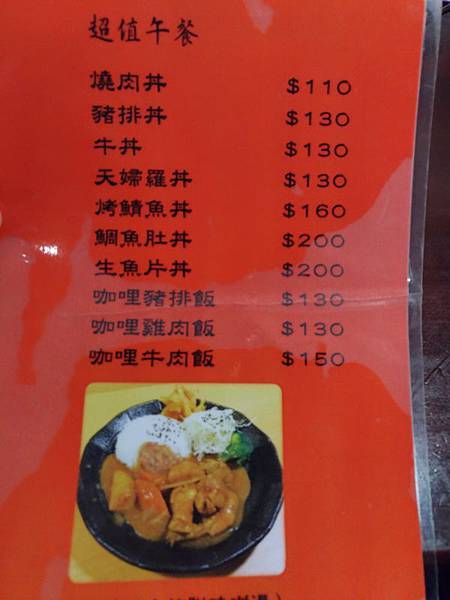 超值午餐
燒肉丼 $110
豬排丼 $130
牛丼 $130
天婦羅丼 $130
烤鯖魚丼 $160
鯛魚肚丼 $200
生魚片丼 $200
咖哩豬排飯 $130
咖哩雞肉飯 $130
咖哩牛肉飯 $150